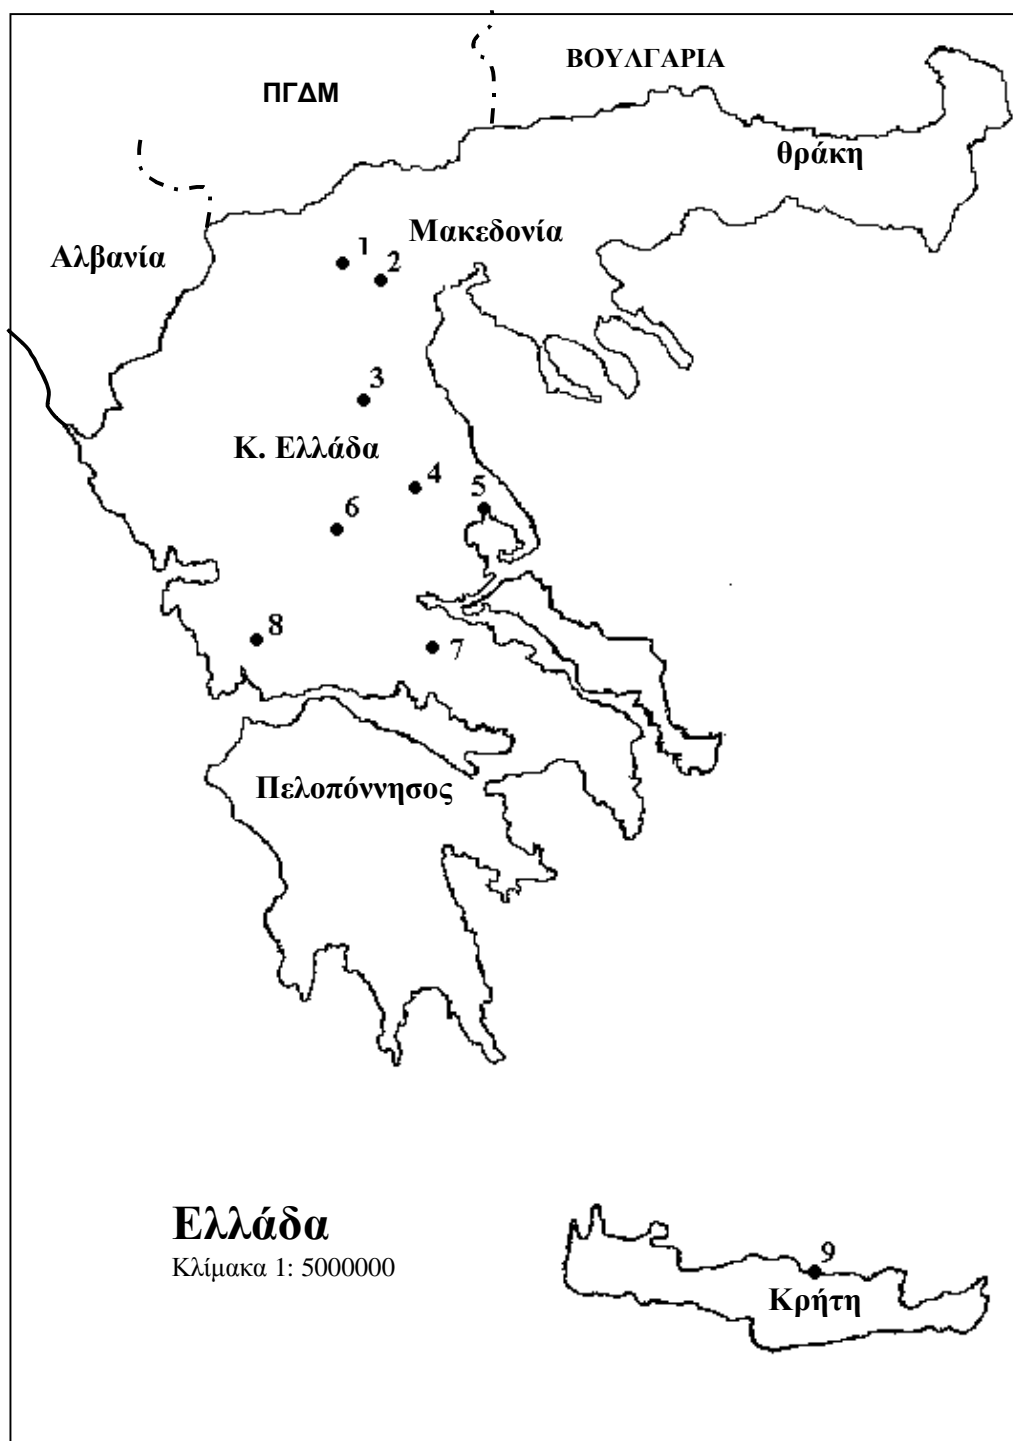 ΒΟΥΛΓΑΡΙΑ
ΠΓΔΜ
θράκη
Μακεδονία
Αλβανία
1
2
3
Κ. Ελλάδα
4
5
6
8
7
Πελοπόννησος
Ελλάδα
Κλίμακα 1: 5000000
9
Κρήτη